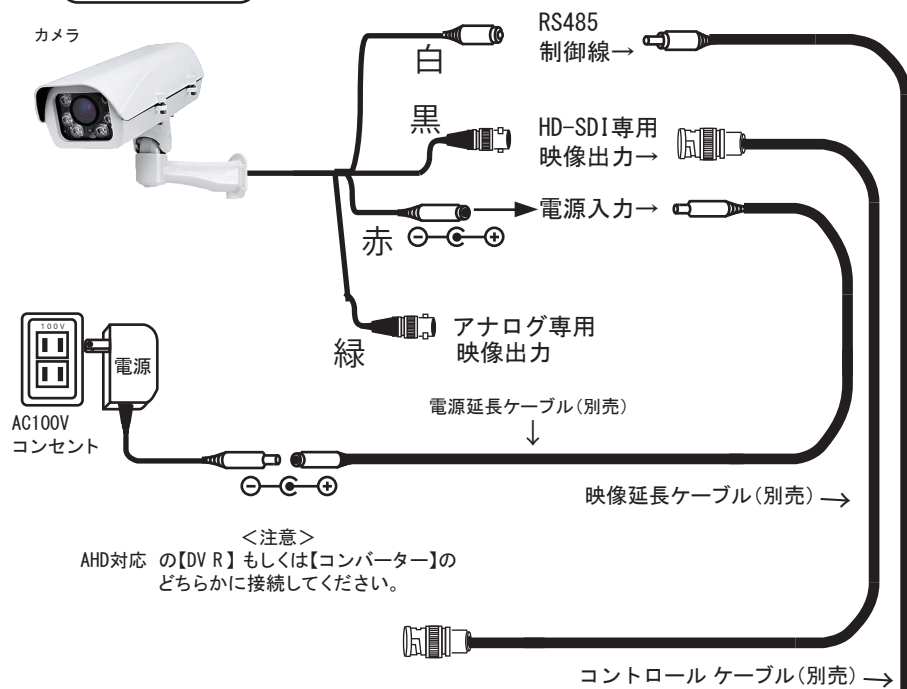 カメラ
白
RS485
制御線→
黒
HD-SDI専用
映像出力→
赤
電源入力→
緑
アナログ専用
映像出力
100V
電源
AC100V
コンセント
電源延長ケーブル(別売)
↓
映像延長ケーブル(別売)→
<注意>
AHD対応 の【DV R】もしくは【コンバーター】の
どちらかに接続してください。
コントロール ケーブル(別売)→